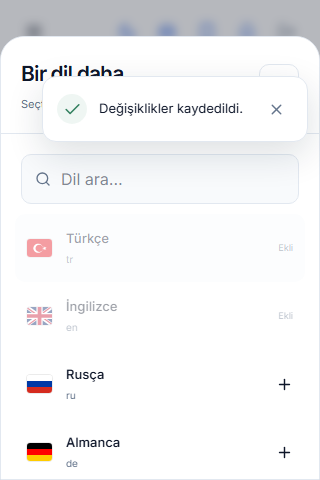 Bir dil daha
Değişiklikler kaydedildi.
Dil ara...
Türkçe
Ekli
tr
İngilizce
Ekli
en
Rusça
ru
Almanca
de